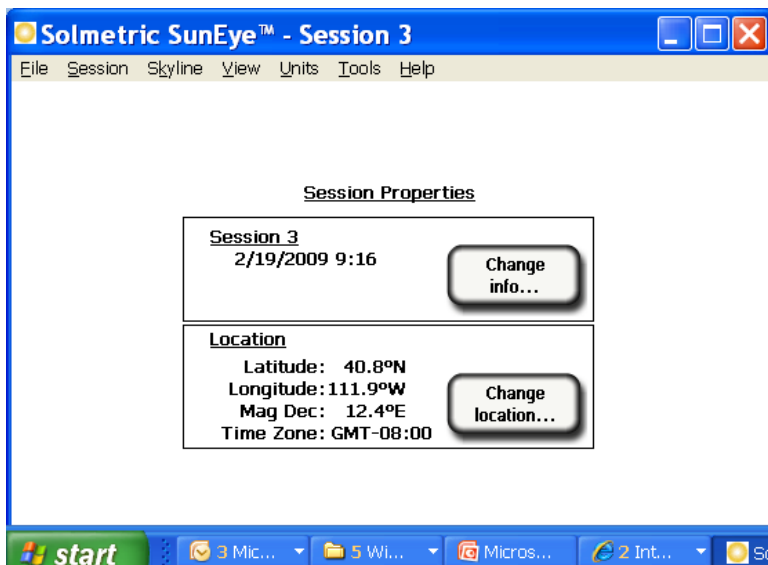 Solmetric SunEye™ - Session 3
File Session Skyline View Units Tools Help
Session Properties
Session 3
2/19/2009 9:16
Change
info...
Location
Latitude: 40.8ºN
Longitude: 111.9ºW
Mag Dec: 12.4ºE
Time Zone: GMT-08:00
Change
location...
start 3 Mic... 5 Wi... Micros... 2 Int... So